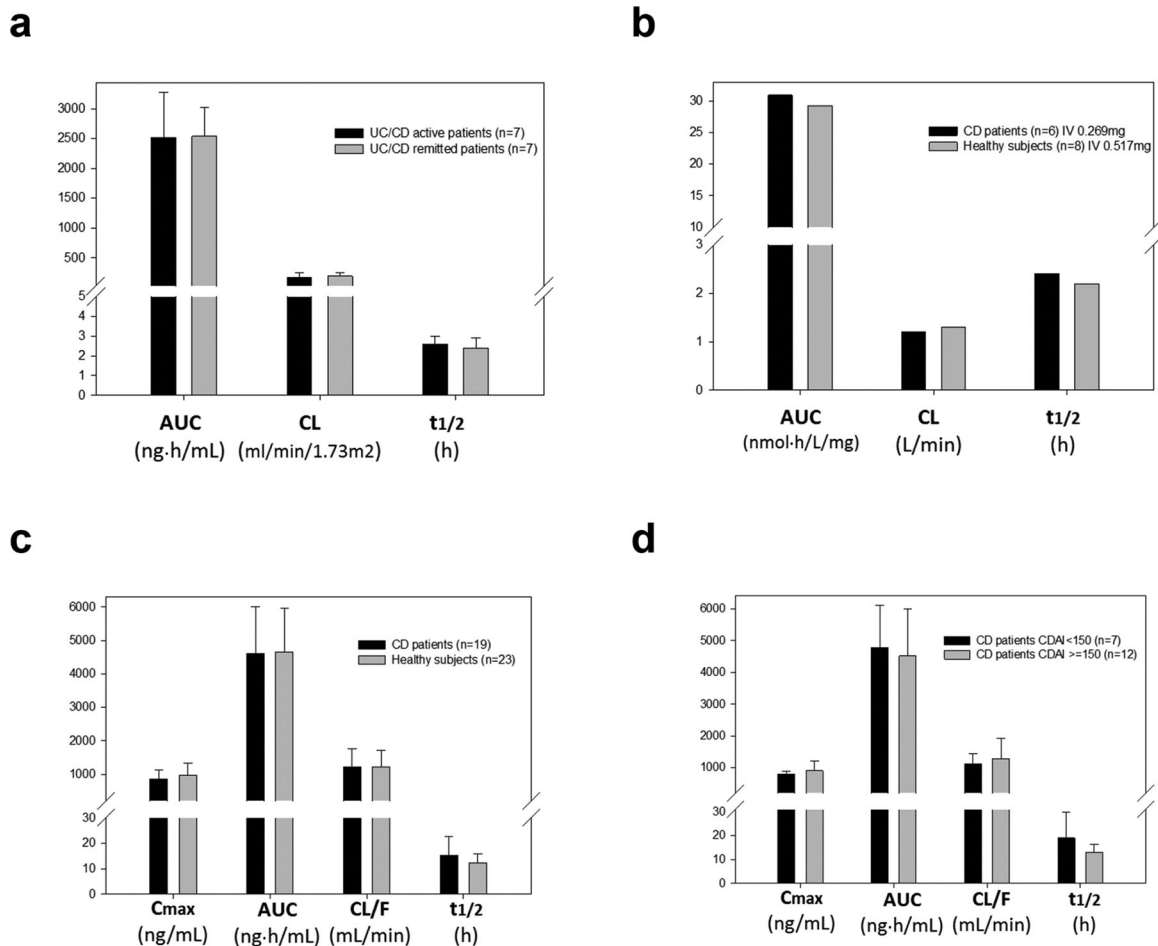 a
3000
2500
2000
1500
1000
500
5
4
3
2
1
0
UC/CD active patients (n=7)
UC/CD remitted patients (n=7)
AUC
(ng·h/mL)
CL
(ml/min/1.73m2)
t1/2
(h)
b
30
25
20
15
10
3
2
1
0
CD patients (n=6) IV 0.269mg
Healthy subjects (n=8) IV 0.517mg
AUC
(nmol·h/L/mg)
CL
(L/min)
t1/2
(h)
c
6000
5000
4000
3000
2000
1000
30
20
10
0
CD patients (n=19)
Healthy subjects (n=23)
Cmax
(ng/mL)
AUC
(ng·h/mL)
CL/F
(mL/min)
t1/2
(h)
d
6000
5000
4000
3000
2000
1000
30
20
10
0
CD patients CDAI<150 (n=7)
CD patients CDAI >=150 (n=12)
Cmax
(ng/mL)
AUC
(ng·h/mL)
CL/F
(mL/min)
t1/2
(h)